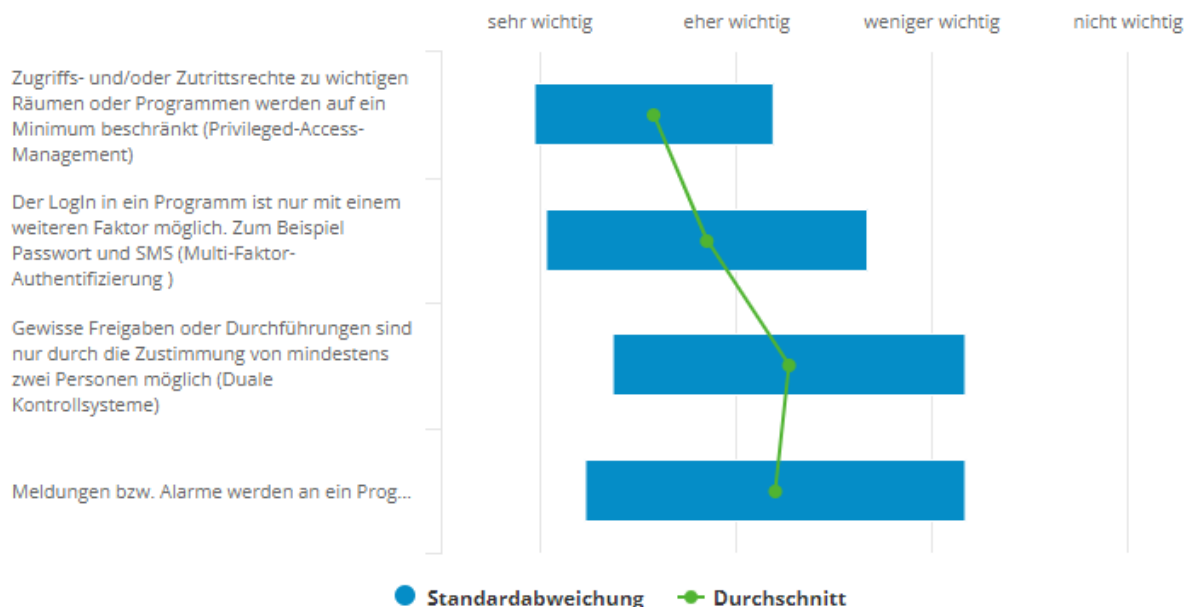 sehr wichtig eher wichtig weniger wichtig nicht wichtig
Zugriffs- und/oder Zutrittsrechte zu wichtigen
Räumen oder Programmen werden auf ein
Minimum beschränkt (Privileged-Access-
Management)
Der LogIn in ein Programm ist nur mit einem
weiteren Faktor möglich. Zum Beispiel
Passwort und SMS (Multi-Faktor-
Authentifizierung )
Gewisse Freigaben oder Durchführungen sind
nur durch die Zustimmung von mindestens
zwei Personen möglich (Duale
Kontrollsysteme)
Meldungen bzw. Alarme werden an ein Prog...
Standardabweichung Durchschnitt